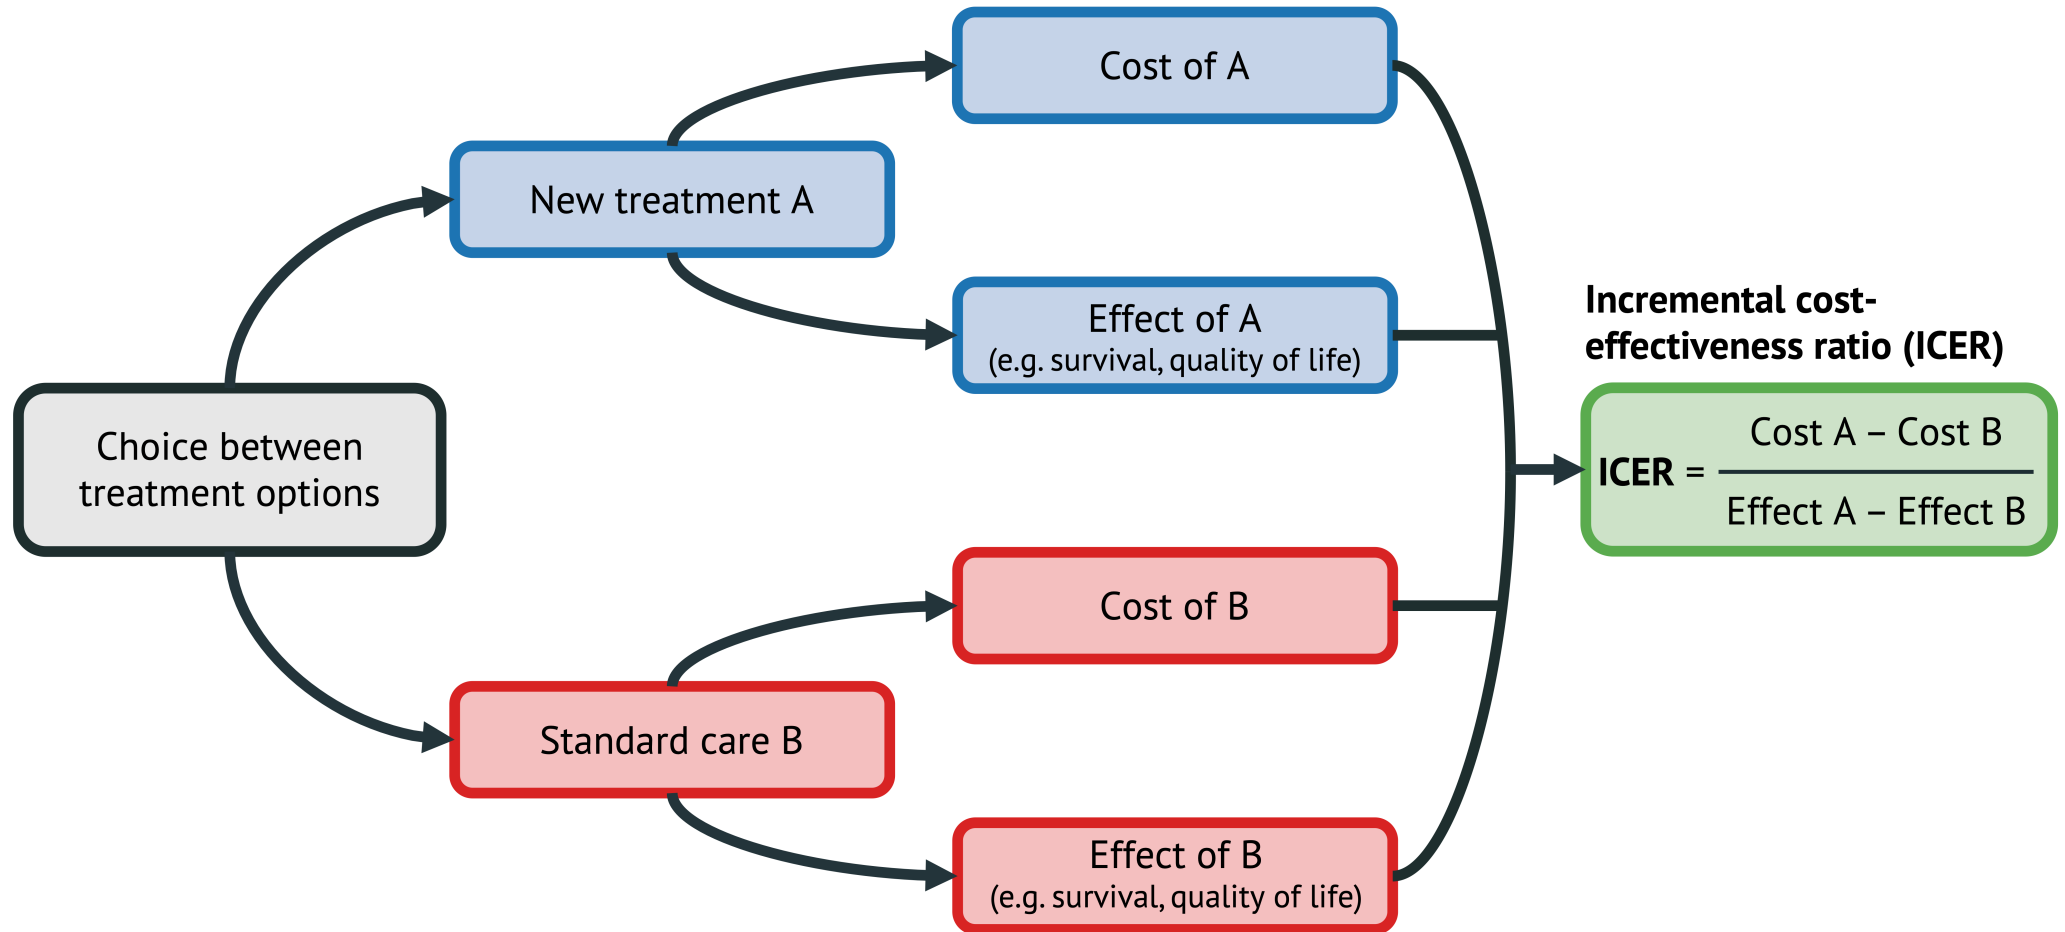 Cost of A
New treatment A
Effect of A
(e.g. survival, quality of life)
Choice between
treatment options
Cost of B
Standard care B
Effect of B
(e.g. survival, quality of life)
Incremental cost-
effectiveness ratio (ICER)
Cost A – Cost B
ICER =
Effect A – Effect B